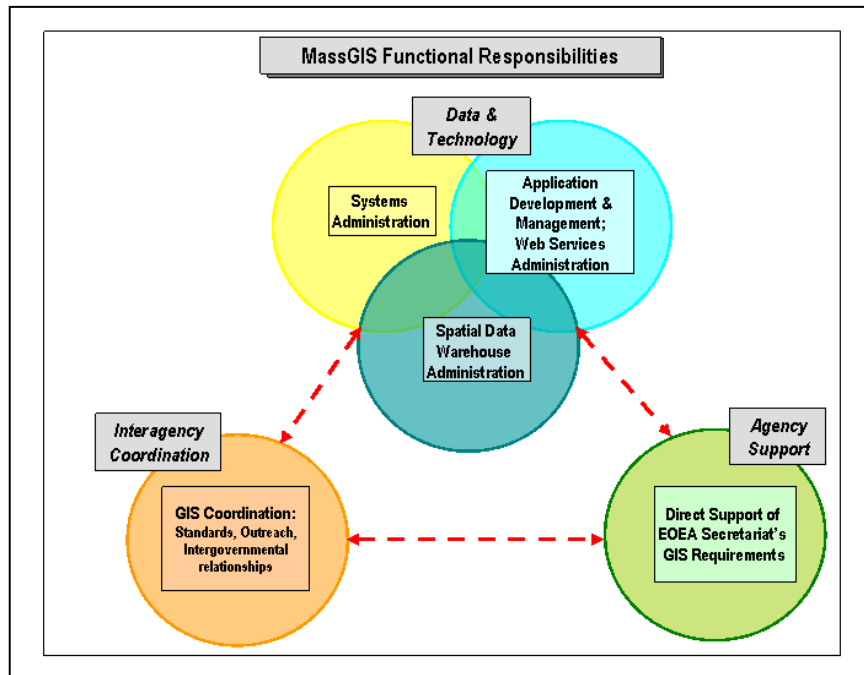 MassGIS Functional Responsibilities
Data &
Technology
Systems
Administration
Application
Development &
Management;
Web Services
Administration
Spatial Data
Warehouse
Administration
Interagency
Coordination
GIS Coordination:
Standards, Outreach,
Intergovernmental
relationships
Agency
Support
Direct Support of
EOEA Secretariat's
GIS Requirements